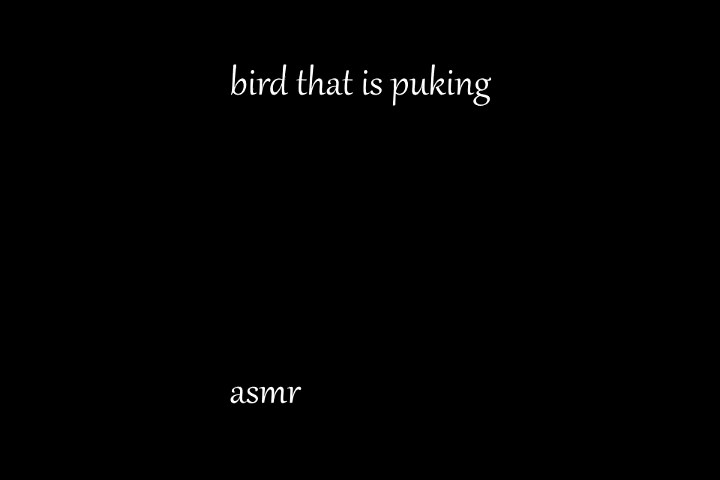 bird that is puking
asmr